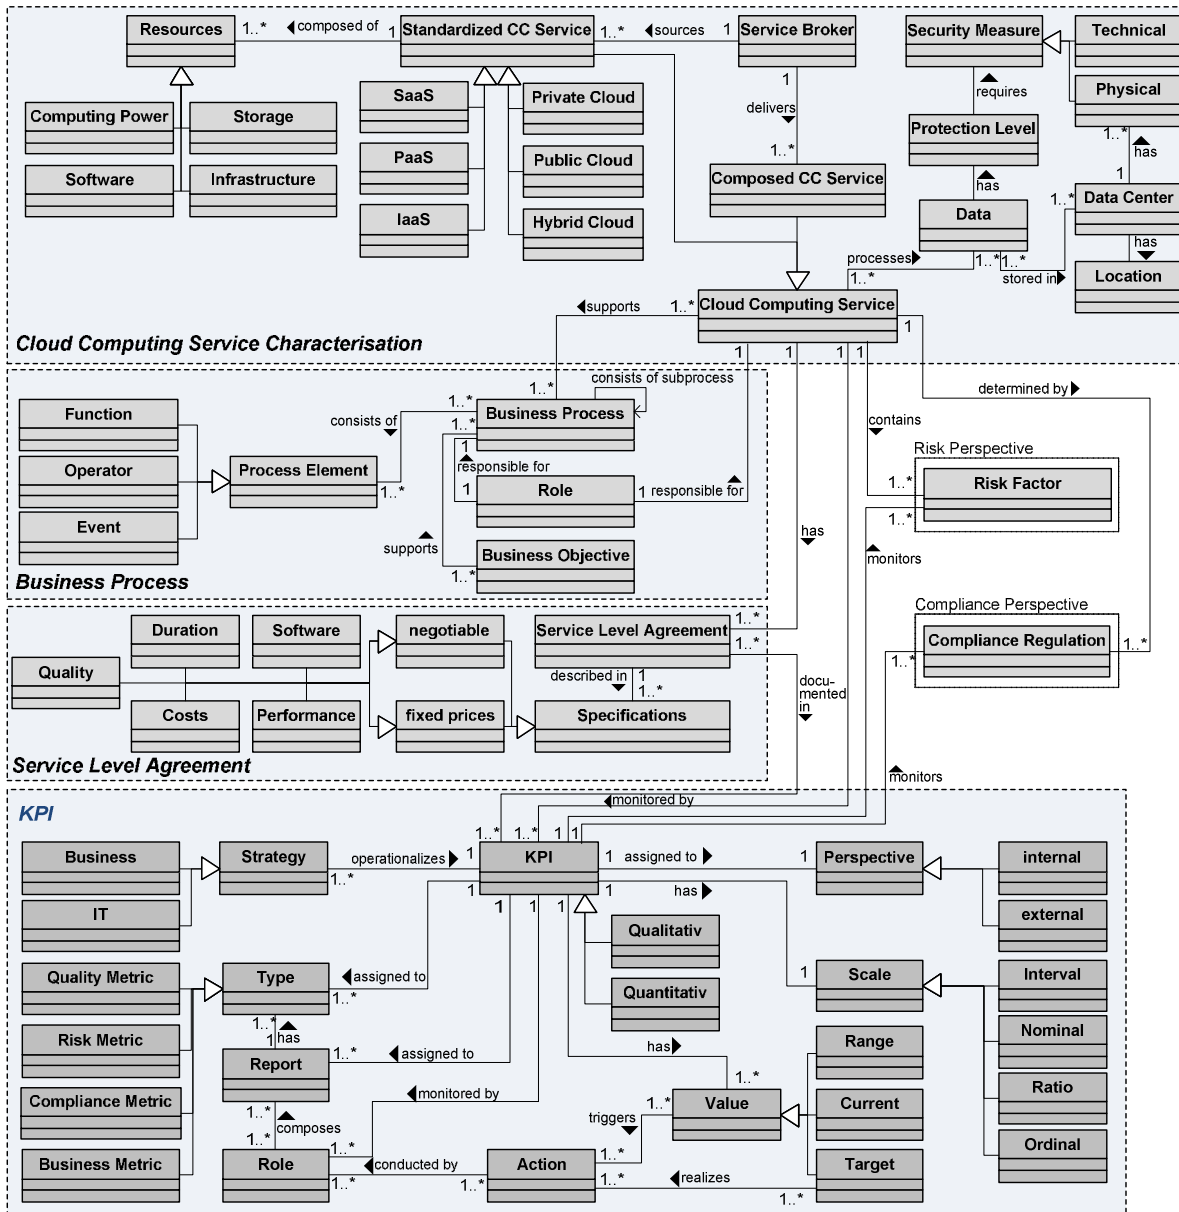 Resources
1..*
composed of
1
Standardized CC Service
1..*
sources
1
Service Broker
Security Measure
Technical
SaaS
Private Cloud
1
delivers
requires
Physical
Computing Power
Storage
Protection Level
1..*
has
PaaS
Public Cloud
1..*
Composed CC Service
has
1
Software
Infrastructure
Data
1..*
Data Center
IaaS
Hybrid Cloud
processes
1..*
1..*
1..*
stored in
has
Location
supports
1..*
Cloud Computing Service
1
Cloud Computing Service Characterisation
1
1
1
1
consists of subprocess
1..*
determined by
Function
consists of
1..*
Business Process
1..*
contains
Operator
Process Element
1..*
1
responsible for
1
Role
1
responsible for
Risk Perspective
Risk Factor
1..*
1..*
Event
supports
Business Objective
1..*
has
monitors
Business Process
Compliance Perspective
Duration
Software
negotiable
Service Level Agreement
1..*
1..*
Compliance Regulation
1..*
1..*
Quality
described in
1
1..*
docu-
mented
in
Costs
Performance
fixed prices
Specifications
Service Level Agreement
monitors
KPI
monitored by
1..*
1..*
1
1
Business
Strategy
operationalizes
1
KPI
1
assigned to
1
Perspective
internal
1..*
1
1
1
1
1
has
IT
Qualitativ
external
Quality Metric
Type
assigned to
1..*
Quantitativ
1
Scale
Interval
1..*
has
1
Risk Metric
Report
1..*
assigned to
has
Range
Nominal
Compliance Metric
monitored by
1..*
Value
Current
Ratio
1..*
composes
1..*
triggers
1..*
Business Metric
Role
1..*
conducted by
1..*
1..*
Action
1..*
1..*
realizes
1..*
Target
Ordinal